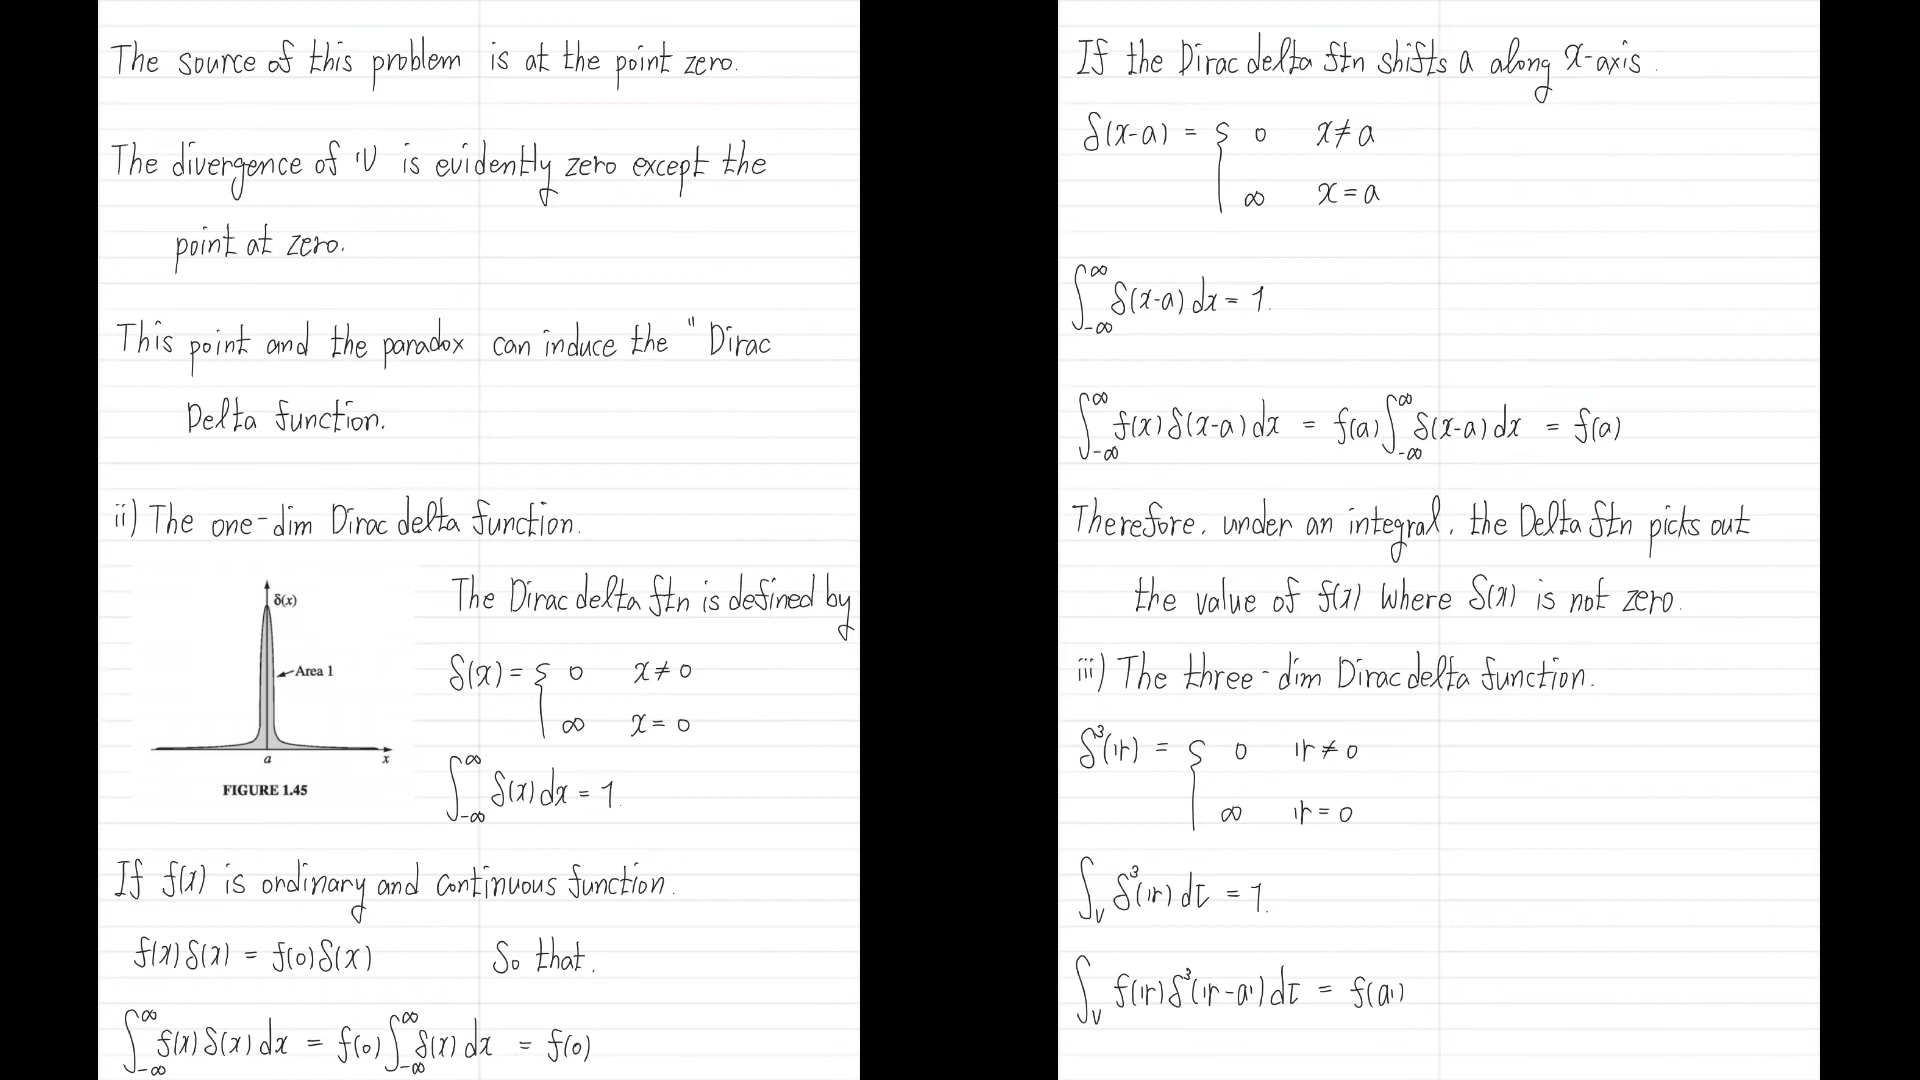 The source of this problem is at the point zero.
The divergence of 𝕧 is evidently zero except the
point at zero.
This point and the paradox can induce the " Dirac
Delta function.
ii) The one-dim Dirac delta function.
δ(x)
Area 1
a x
FIGURE 1.45
The Dirac delta ftn is defined by
δ(x) = { 0 x ≠ 0
∞ x = 0
∫_{-∞}^{∞} δ(x) dx = 1.
If f(x) is ordinary and continuous function.
f(x) δ(x) = f(0) δ(x) So that.
∫_{-∞}^{∞} f(x) δ(x) dx = f(0) ∫_{-∞}^{∞} δ(x) dx = f(0)
If the Dirac delta ftn shifts a along x-axis.
δ(x-a) = { 0 x ≠ a
∞ x = a
∫_{-∞}^{∞} δ(x-a) dx = 1.
∫_{-∞}^{∞} f(x) δ(x-a) dx = f(a) ∫_{-∞}^{∞} δ(x-a) dx = f(a)
Therefore, under an integral, the Delta ftn picks out
the value of f(x) where δ(x) is not zero.
iii) The three-dim Dirac delta function.
δ³(𝕣) = { 0 𝕣 ≠ 0
∞ 𝕣 = 0
∫_V δ³(𝕣) dτ = 1.
∫_V f(𝕣) δ³(𝕣-𝕒) dτ = f(𝕒)